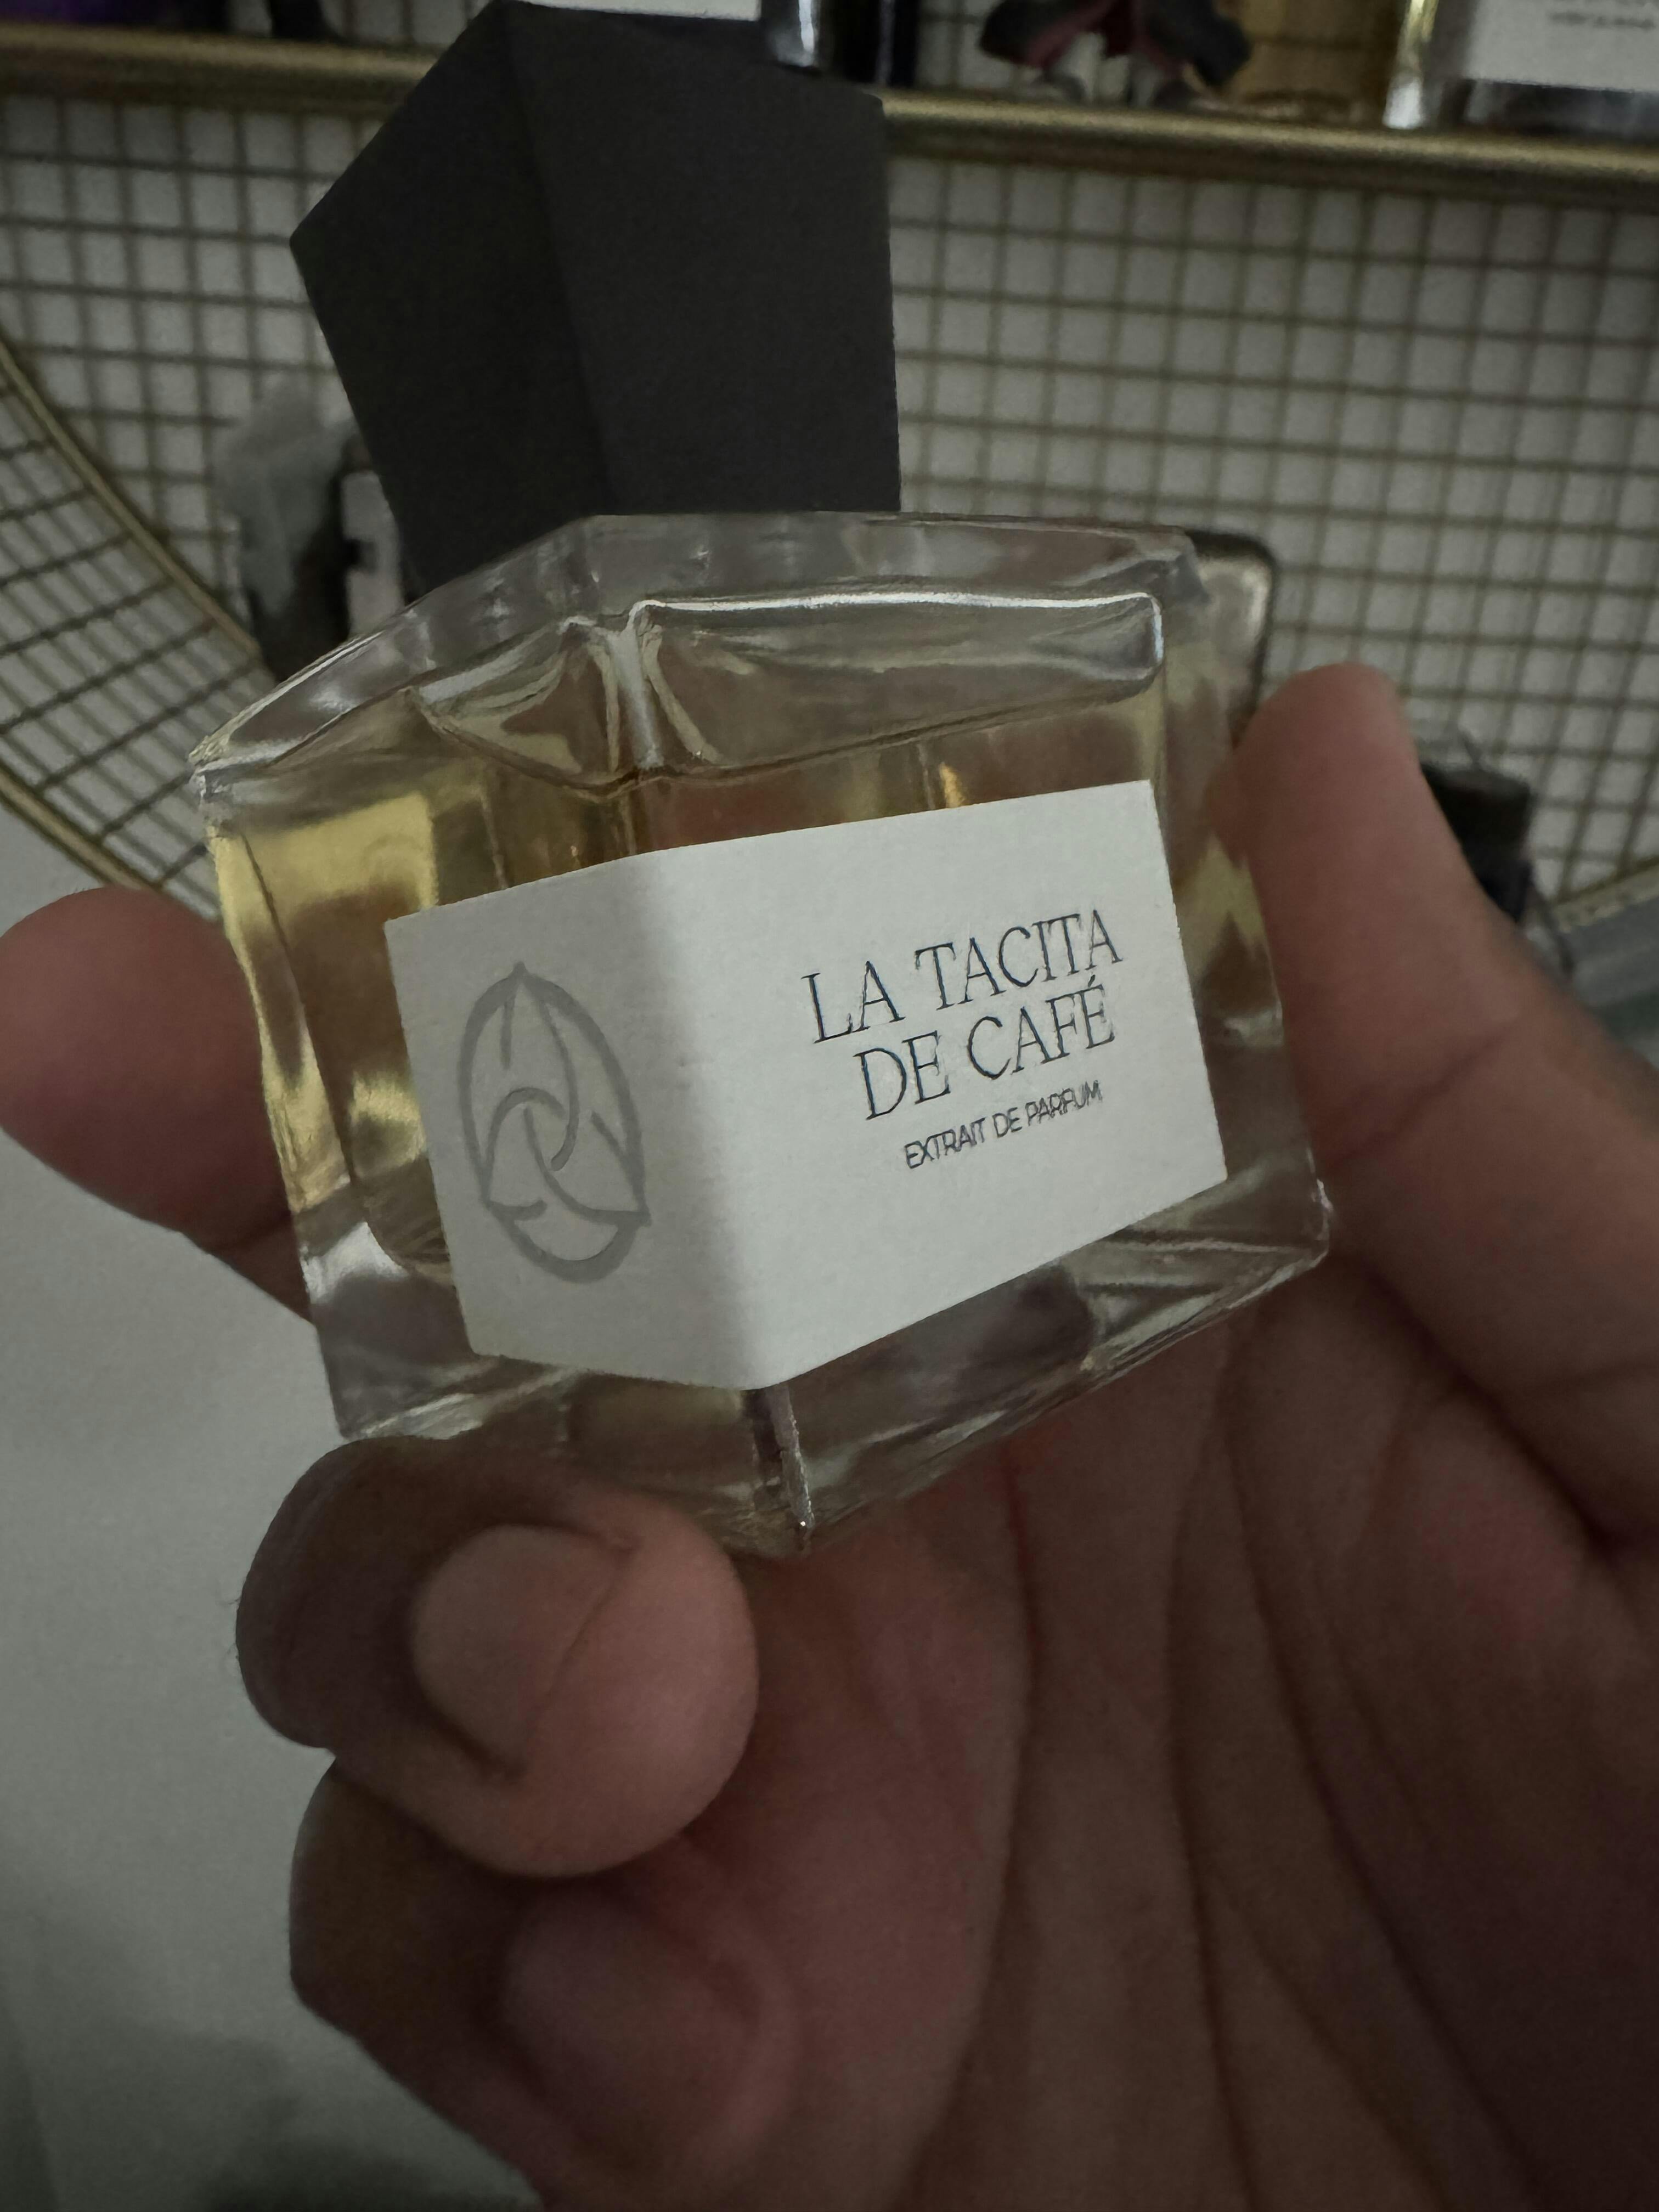 LA TACITA
DE CAFÉ
EXTRAIT DE PARFUM